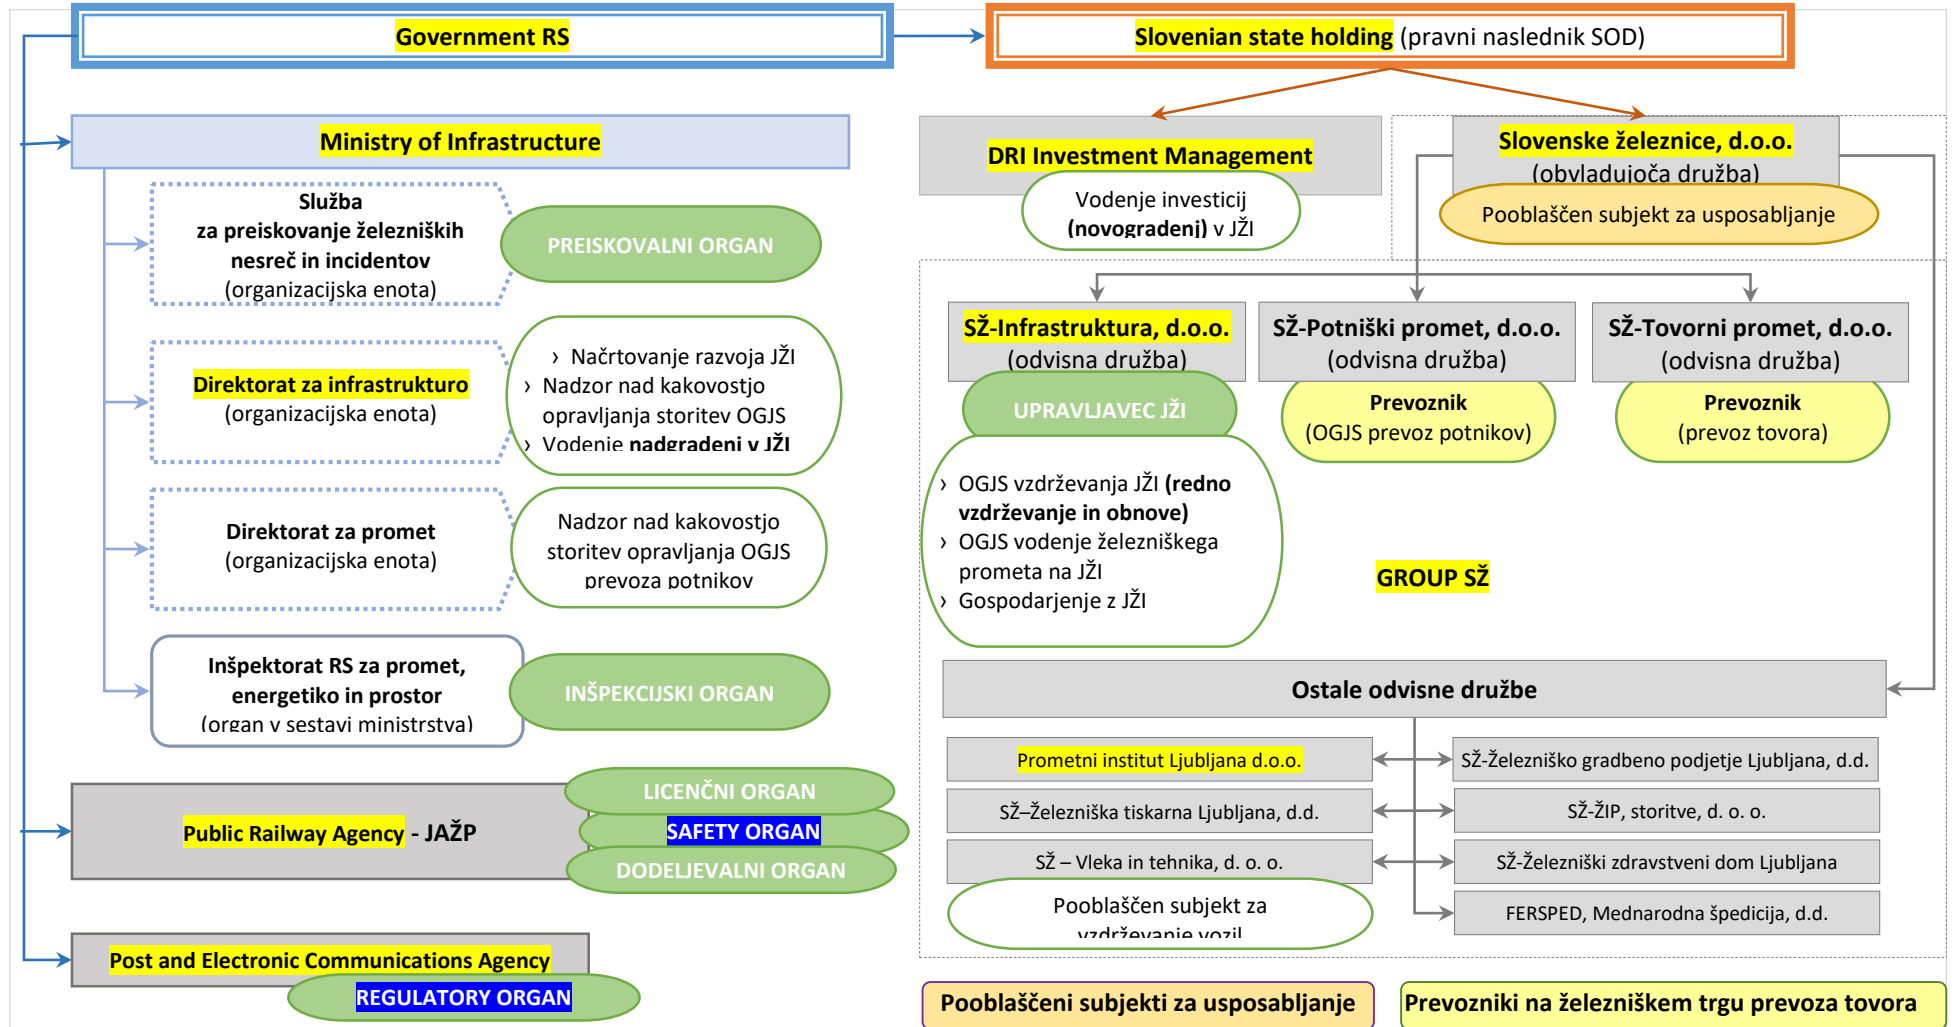 Government RS
Slovenian state holding (pravni naslednik SOD)
Ministry of Infrastructure
Služba
za preiskovanje železniških
nesreč in incidentov
(organizacijska enota)
PREISKOVALNI ORGAN
Direktorat za infrastrukturo
(organizacijska enota)
› Načrtovanje razvoja JŽI
› Nadzor nad kakovostjo
opravljanja storitev OGJS
› Vodenje nadgradenj v JŽI
Direktorat za promet
(organizacijska enota)
Nadzor nad kakovostjo
storitev opravljanja OGJS
prevoza potnikov
Inšpektorat RS za promet,
energetiko in prostor
(organ v sestavi ministrstva)
INŠPEKCIJSKI ORGAN
Public Railway Agency - JAŽP
LICENČNI ORGAN
SAFETY ORGAN
DODELJEVALNI ORGAN
Post and Electronic Communications Agency
REGULATORY ORGAN
DRI Investment Management
Vodenje investicij
(novogradenj) v JŽI
Slovenske železnice, d.o.o.
(obvladujoča družba)
Pooblaščen subjekt za usposabljanje
SŽ-Infrastruktura, d.o.o.
(odvisna družba)
UPRAVLJAVEC JŽI
› OGJS vzdrževanja JŽI (redno
vzdrževanje in obnove)
› OGJS vodenje železniškega
prometa na JŽI
› Gospodarjenje z JŽI
SŽ-Potniški promet, d.o.o.
(odvisna družba)
Prevoznik
(OGJS prevoz potnikov)
SŽ-Tovorni promet, d.o.o.
(odvisna družba)
Prevoznik
(prevoz tovora)
GROUP SŽ
Ostale odvisne družbe
Prometni institut Ljubljana d.o.o.
SŽ-Železniško gradbeno podjetje Ljubljana, d.d.
SŽ–Železniška tiskarna Ljubljana, d.d.
SŽ-ŽIP, storitve, d. o. o.
SŽ – Vleka in tehnika, d. o. o.
SŽ-Železniški zdravstveni dom Ljubljana
Pooblaščen subjekt za
vzdrževanje vozil
FERSPED, Mednarodna špedicija, d.d.
Pooblaščeni subjekti za usposabljanje
Prevozniki na železniškem trgu prevoza tovora